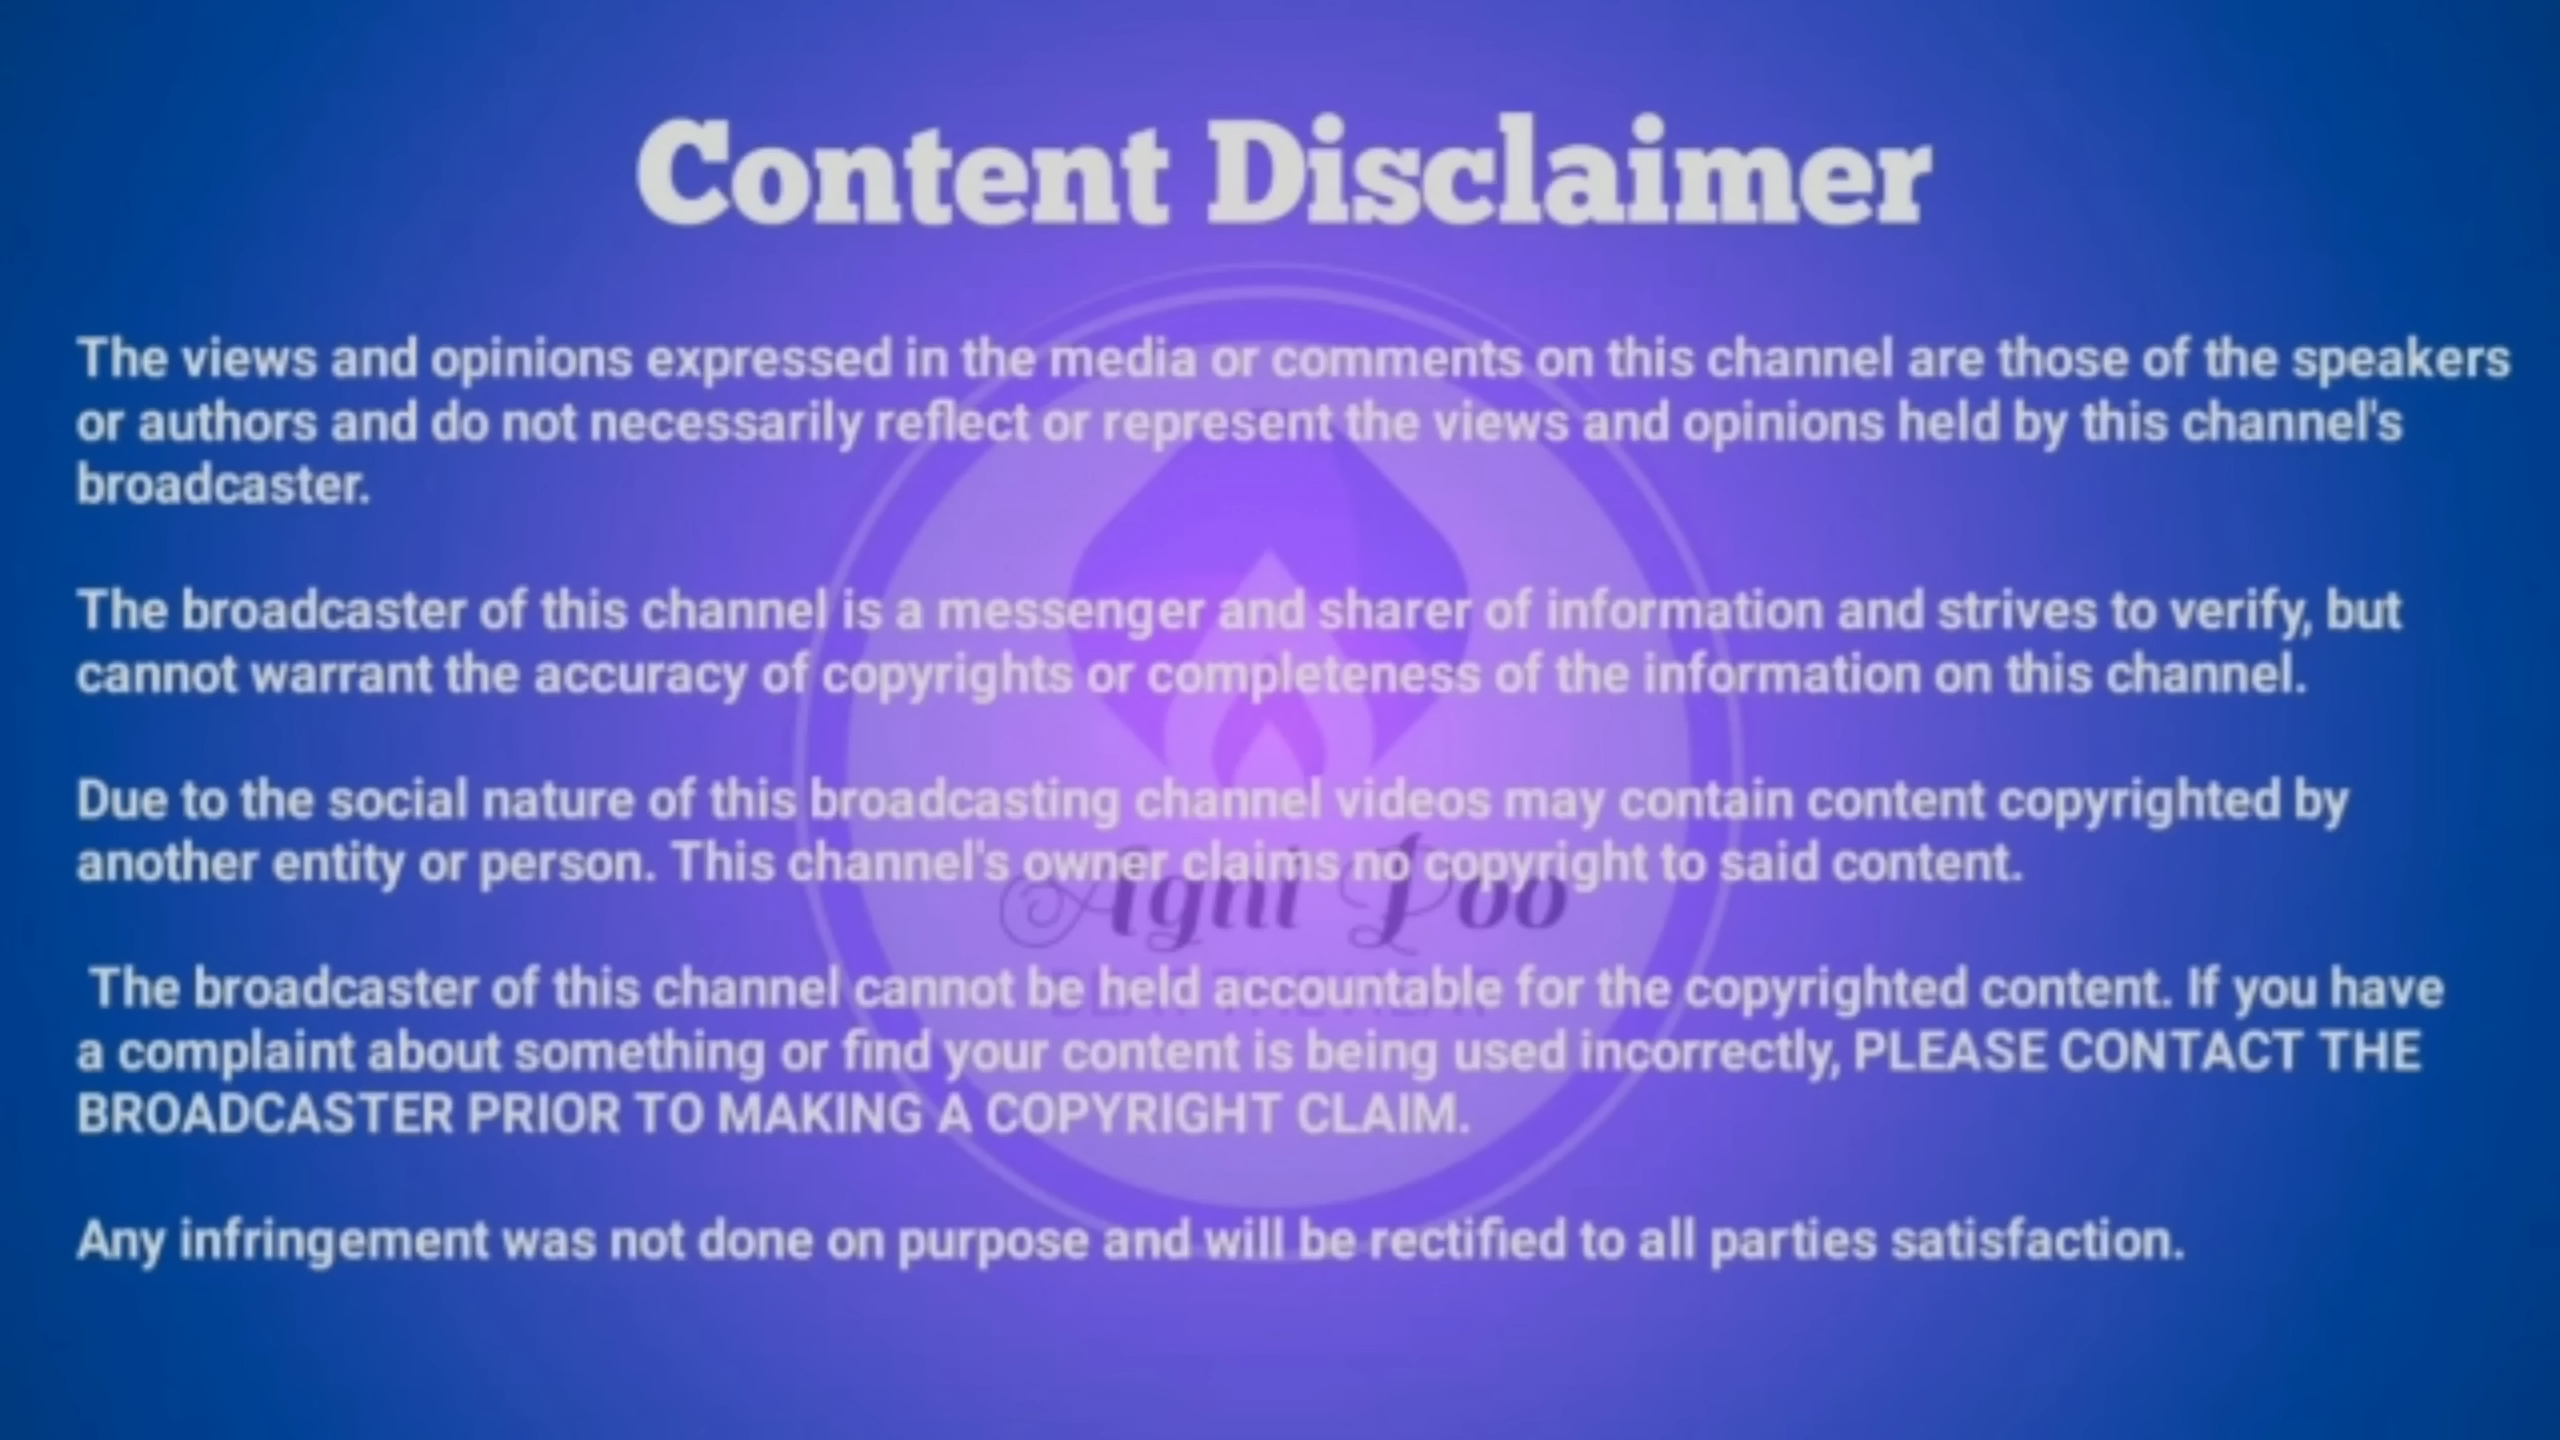 Content Disclaimer
The views and opinions expressed in the media or comments on this channel are those of the speakers
or authors and do not necessarily reflect or represent the views and opinions held by this channel's
broadcaster.
The broadcaster of this channel is a messenger and sharer of information and strives to verify, but
cannot warrant the accuracy of copyrights or completeness of the information on this channel.
Due to the social nature of this broadcasting channel videos may contain content copyrighted by
another entity or person. This channel's owner claims no copyright to said content.
Agni Poo
The broadcaster of this channel cannot be held accountable for the copyrighted content. If you have
a complaint about something or find your content is being used incorrectly, PLEASE CONTACT THE
BROADCASTER PRIOR TO MAKING A COPYRIGHT CLAIM.
Any infringement was not done on purpose and will be rectified to all parties satisfaction.